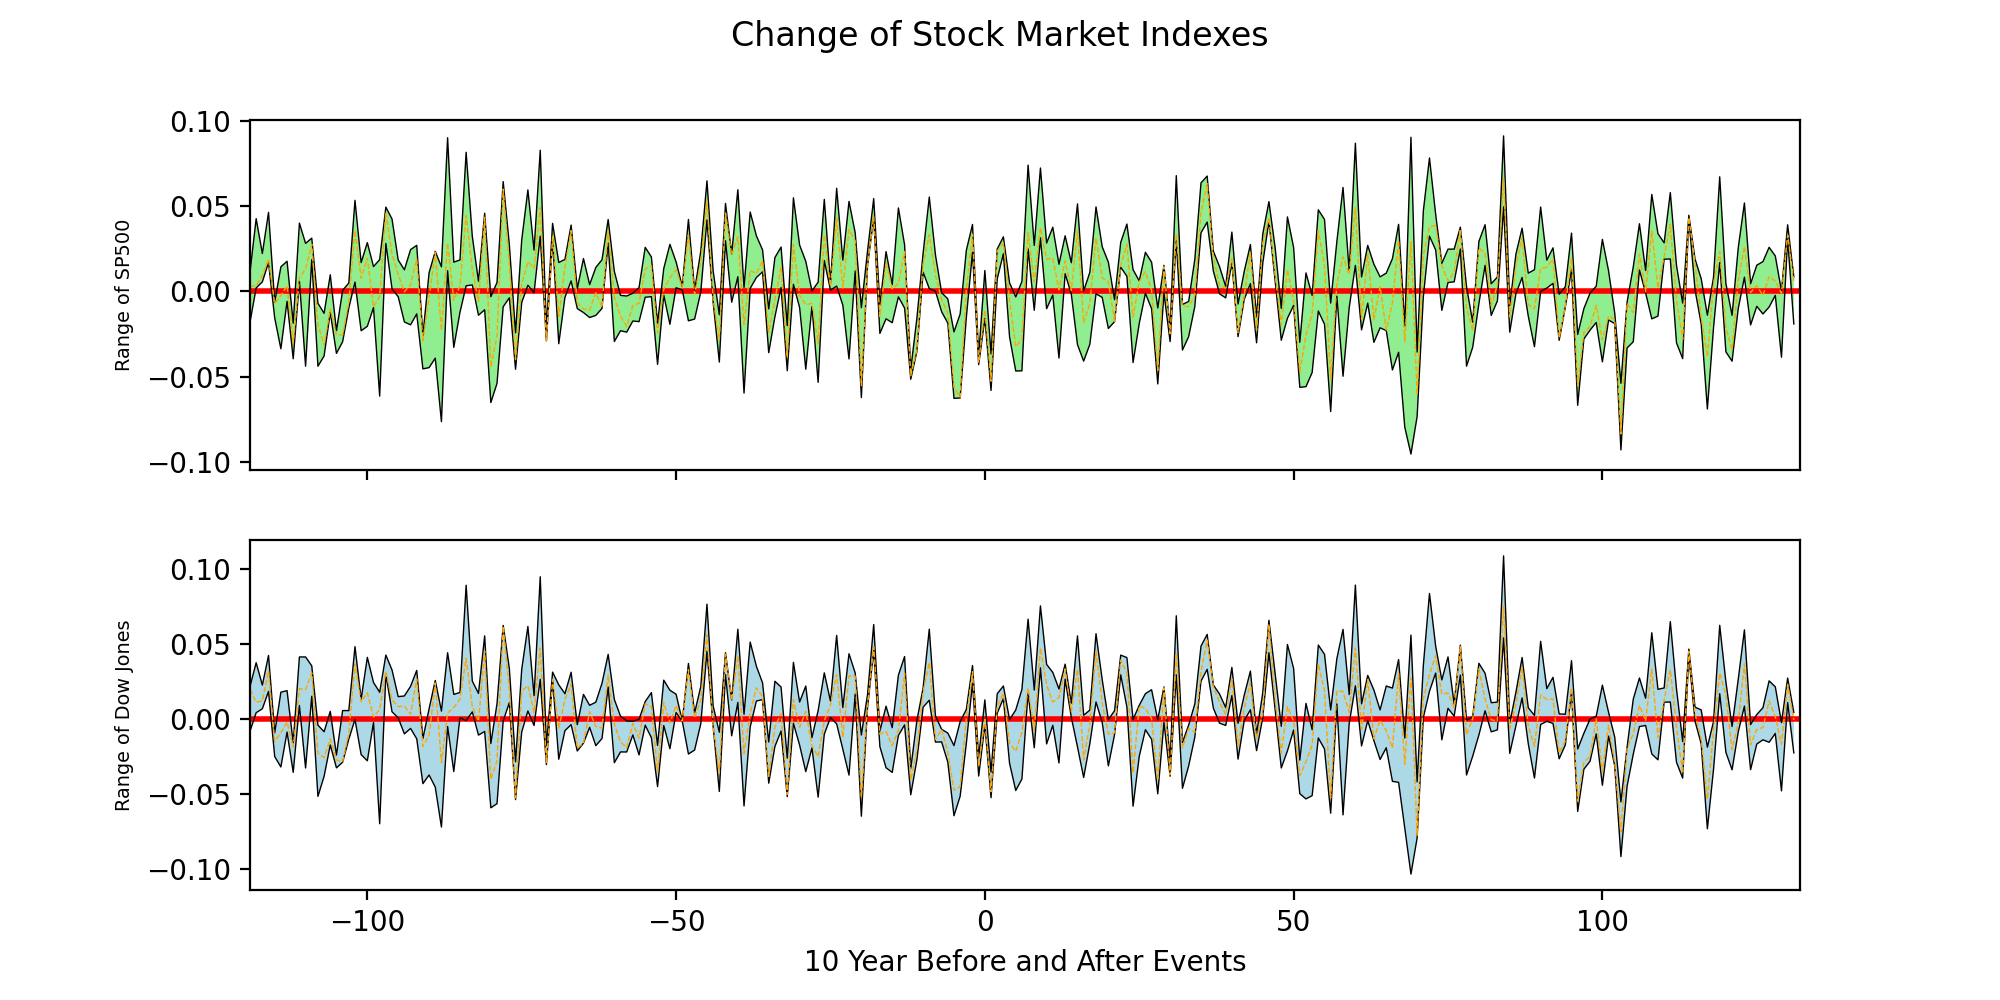 Change of Stock Market Indexes
0.10
0.05
0.00
−0.05
−0.10
Range of SP500
0.10
0.05
0.00
−0.05
−0.10
Range of Dow Jones
−100 −50 0 50 100
10 Year Before and After Events